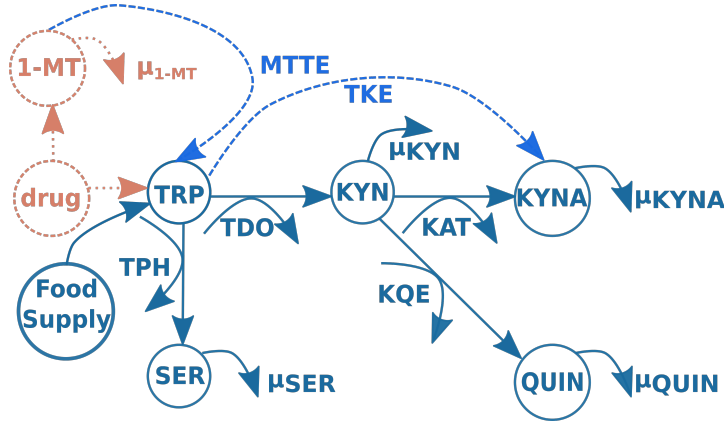 1-MT
μ1-MT
MTTE
TKE
μKYN
drug
TRP
KYN
KYNA
μKYNA
TDO
KAT
TPH
Food
Supply
KQE
SER
μSER
QUIN
μQUIN